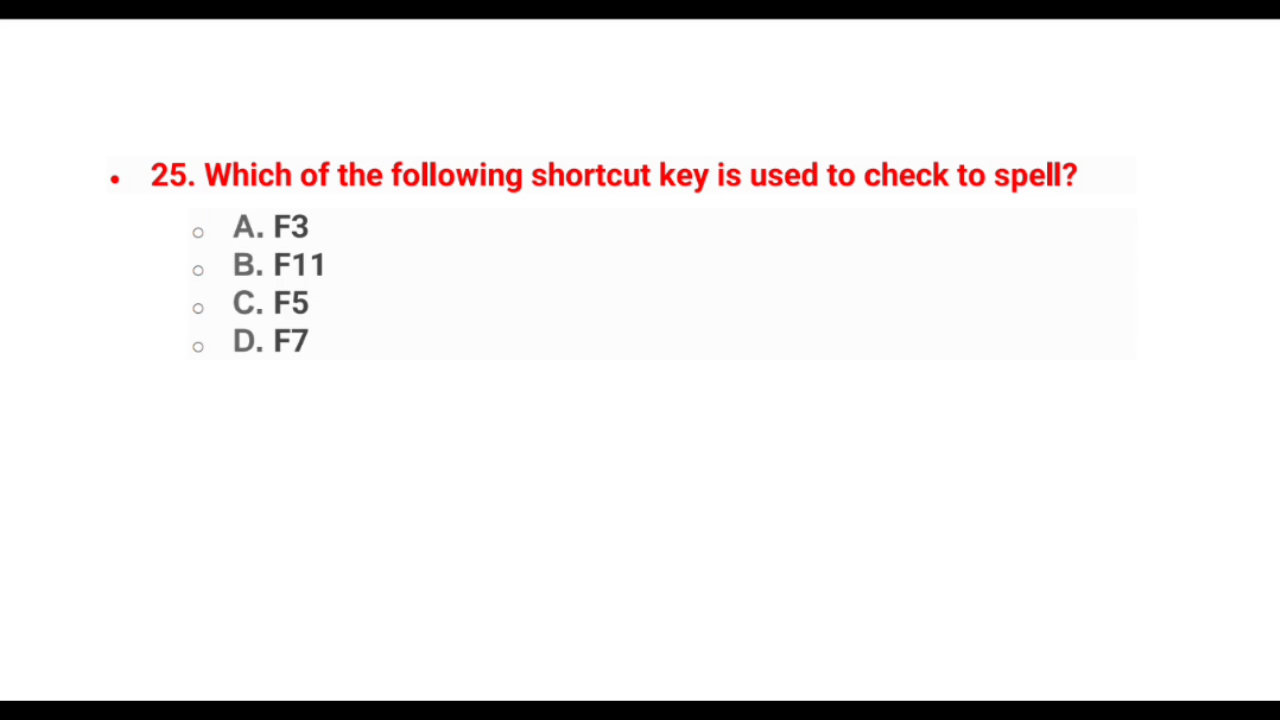 • 25. Which of the following shortcut key is used to check to spell?
○ A. F3
○ B. F11
○ C. F5
○ D. F7